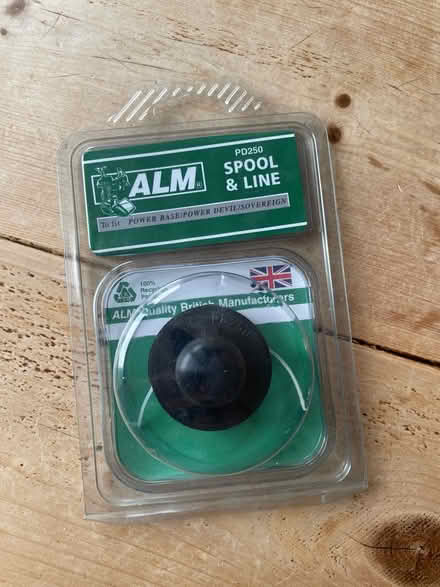 PD250
ALM®
SPOOL
& LINE
To fit POWER BASE/POWER DEVIL/SOVEREIGN
100%
ALM Quality British Manufacturers